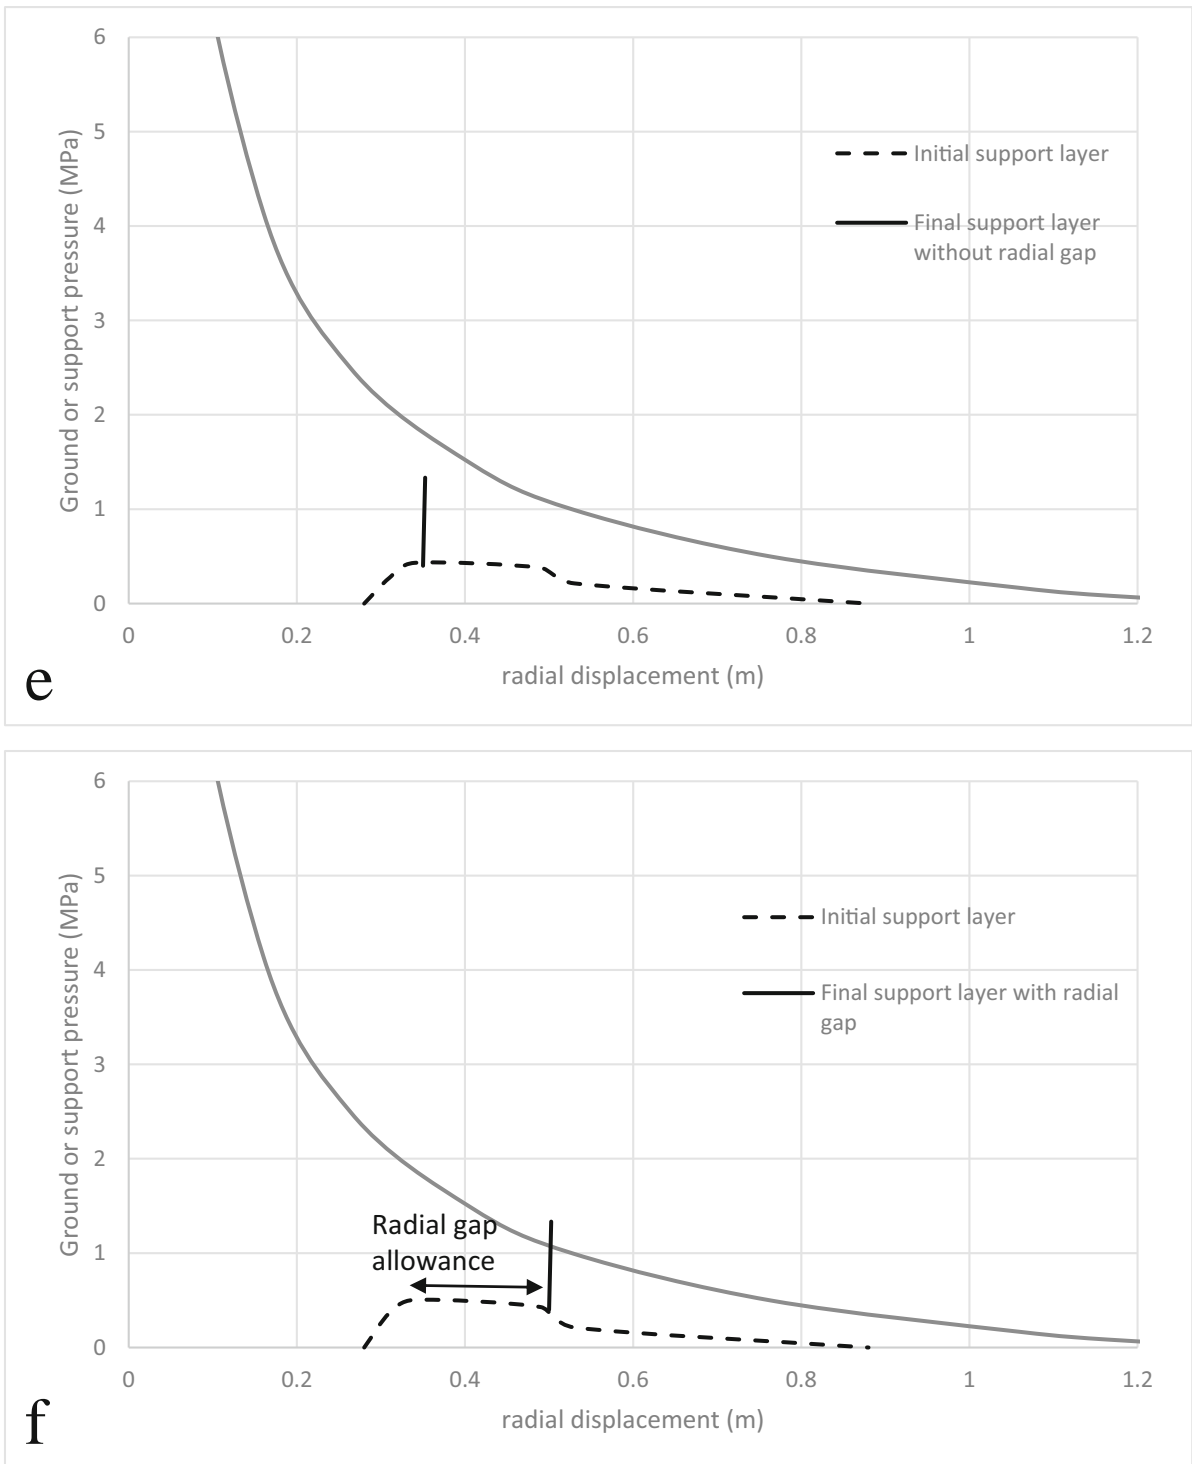 6
5
4
3
2
1
0
Ground or support pressure (MPa)
Initial support layer
Final support layer
without radial gap
0 0.2 0.4 0.6 0.8 1 1.2
radial displacement (m)
e
6
5
4
3
2
1
0
Ground or support pressure (MPa)
Initial support layer
Final support layer with radial
gap
Radial gap
allowance
0 0.2 0.4 0.6 0.8 1 1.2
radial displacement (m)
f